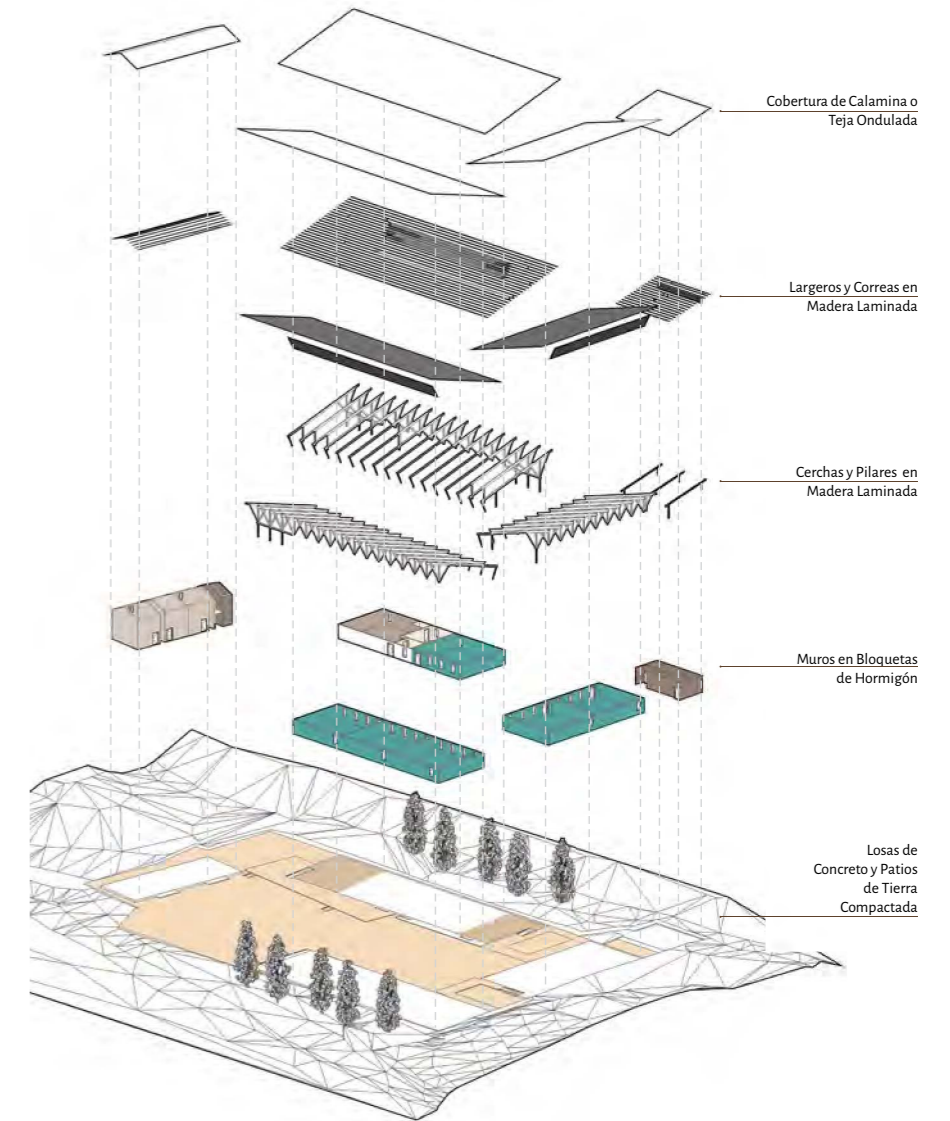 Cobertura de Calamina o
Teja Ondulada
Largeros y Correas en
Madera Laminada
Cerchas y Pilares en
Madera Laminada
Muros en Bloquetas
de Hormigón
Losas de
Concreto y Patios
de Tierra
Compactada